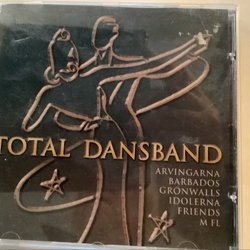 TOTAL DANSBAND
ARVINGARNA
BARBADOS
GRÖNWALLS
IDOLERNA
FRIENDS
M FL